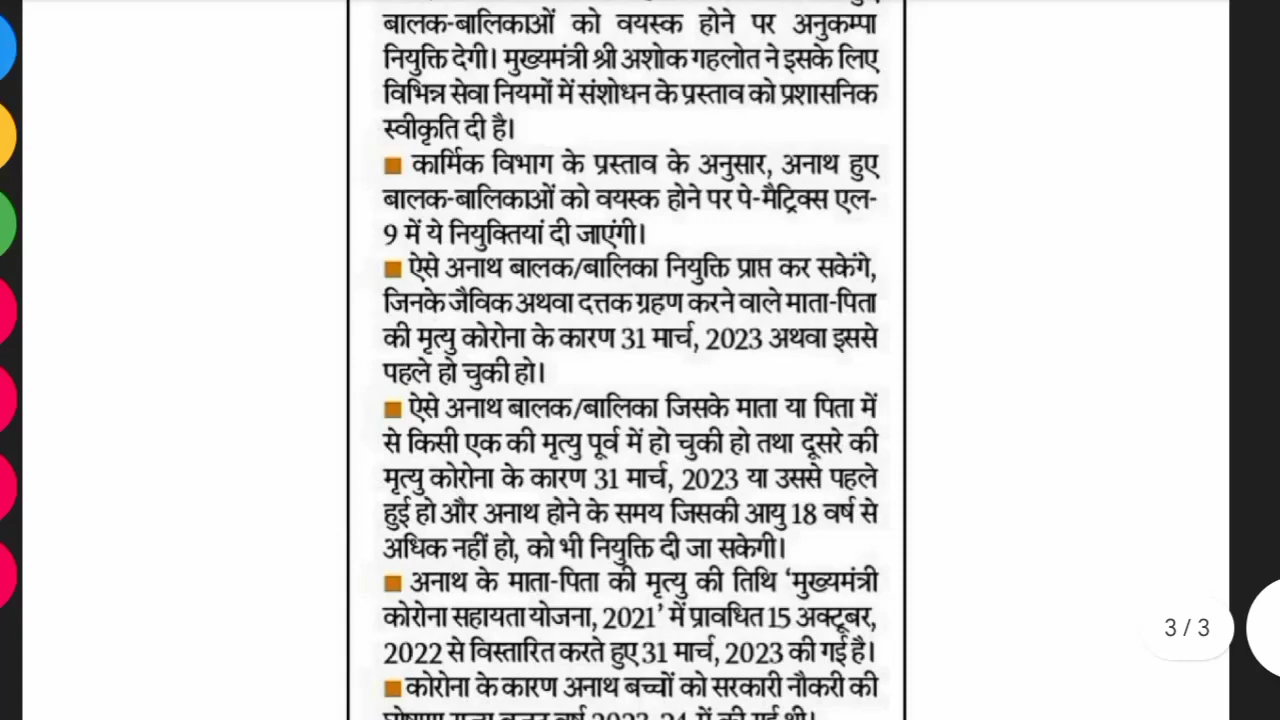 बालक-बालिकाओं को वयस्क होने पर अनुकम्पा
नियुक्ति देगी। मुख्यमंत्री श्री अशोक गहलोत ने इसके लिए
विभिन्न सेवा नियमों में संशोधन के प्रस्ताव को प्रशासनिक
स्वीकृति दी है।
■ कार्मिक विभाग के प्रस्ताव के अनुसार, अनाथ हुए
बालक-बालिकाओं को वयस्क होने पर पे-मैट्रिक्स एल-
9 में ये नियुक्तियां दी जाएंगी।
■ ऐसे अनाथ बालक/बालिका नियुक्ति प्राप्त कर सकेंगे,
जिनके जैविक अथवा दत्तक ग्रहण करने वाले माता-पिता
की मृत्यु कोरोना के कारण 31 मार्च, 2023 अथवा इससे
पहले हो चुकी हो।
■ ऐसे अनाथ बालक/बालिका जिसके माता या पिता में
से किसी एक की मृत्यु पूर्व में हो चुकी हो तथा दूसरे की
मृत्यु कोरोना के कारण 31 मार्च, 2023 या उससे पहले
हुई हो और अनाथ होने के समय जिसकी आयु 18 वर्ष से
अधिक नहीं हो, को भी नियुक्ति दी जा सकेगी।
■ अनाथ के माता-पिता की मृत्यु की तिथि ‘मुख्यमंत्री
कोरोना सहायता योजना, 2021’ में प्रावधित 15 अक्टूबर,
2022 से विस्तारित करते हुए 31 मार्च, 2023 की गई है।
■ कोरोना के कारण अनाथ बच्चों को सरकारी नौकरी की
3 / 3